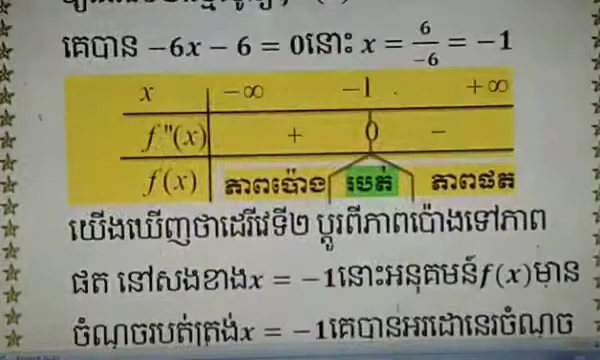 គេបាន −6x − 6 = 0នោះ x = 6/−6 = −1
x −∞ −1 +∞
f "(x) + 0 −
f(x) ភាពប៉ោង របត់ ភាពផត
យើងឃើញថាដេរីវេទី២ ប្តូរពីភាពប៉ោងទៅភាព
ផត នៅសងខាងx = −1នោះអនុគមន៍f(x)មាន
ចំណុចរបត់ត្រង់x = −1គេបានអរដោនេរចំណុច